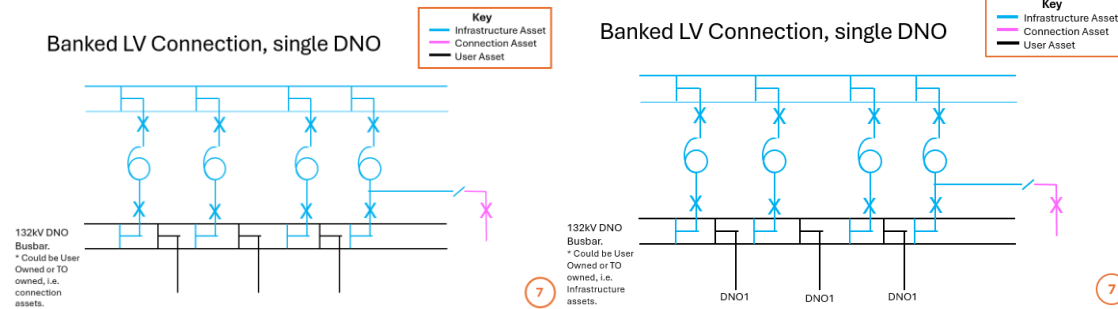 Banked LV Connection, single DNO
Key
Infrastructure Asset
Connection Asset
User Asset
132kV DNO
Busbar.
* Could be User
Owned or TO
owned, i.e.
connection
assets.
7
Banked LV Connection, single DNO
Key
Infrastructure Asset
Connection Asset
User Asset
132kV DNO
Busbar.
* Could be User
Owned or TO
owned, i.e.
Infrastructure
assets.
DNO1
DNO1
DNO1
7